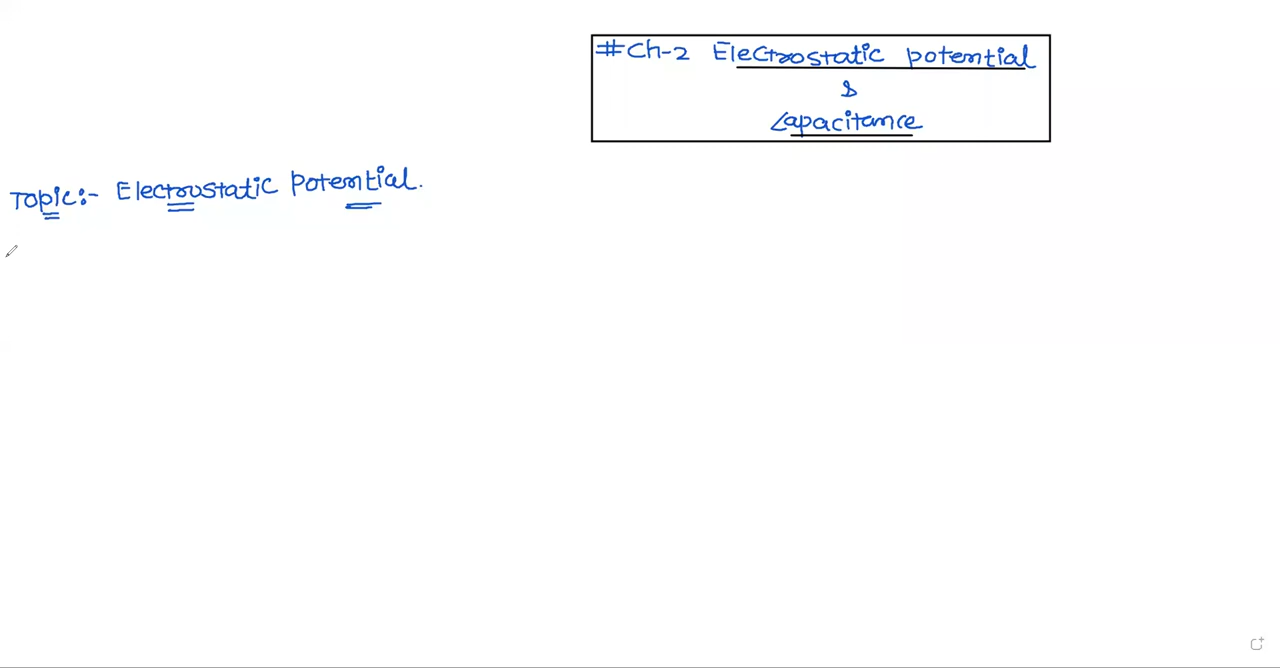 #Ch-2 Electrostatic potential
&
Capacitance
Topic:- Electrostatic potential.